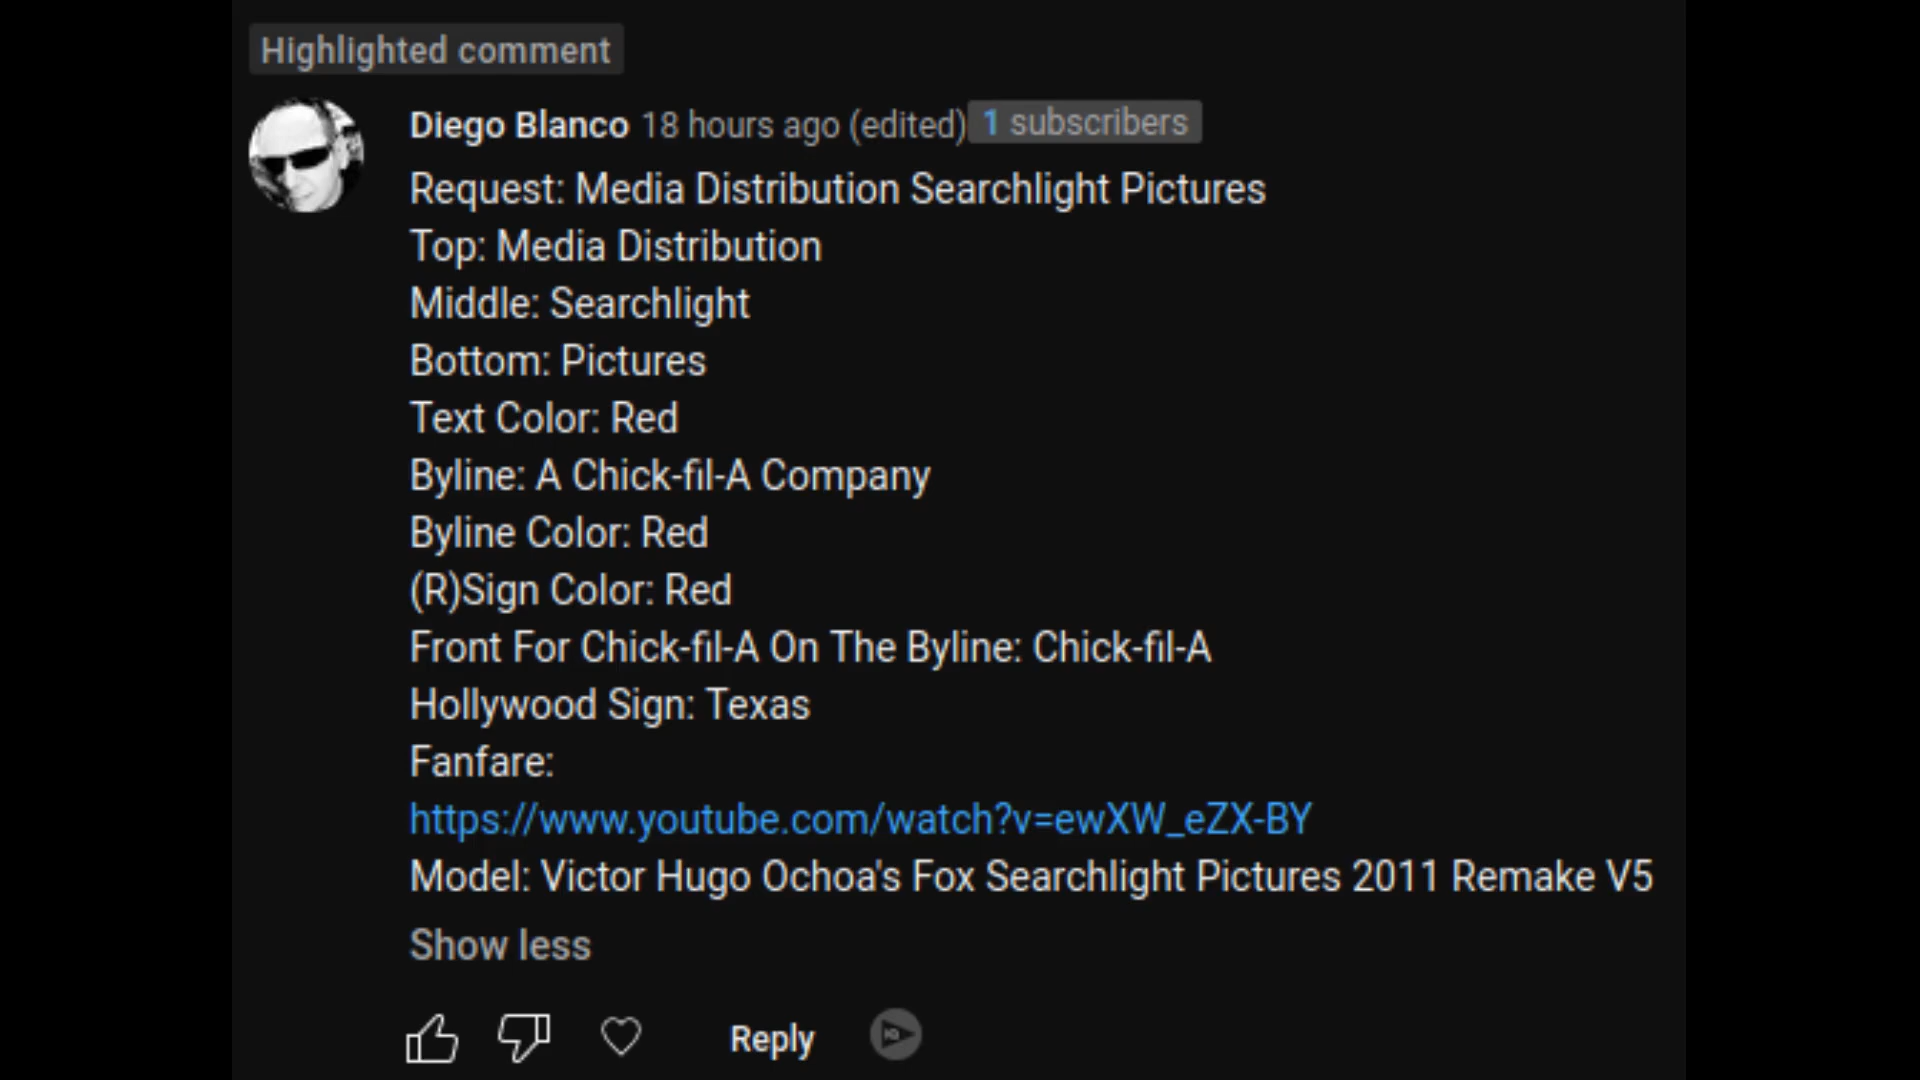 Highlighted comment
Diego Blanco 18 hours ago (edited) 1 subscribers
Request: Media Distribution Searchlight Pictures
Top: Media Distribution
Middle: Searchlight
Bottom: Pictures
Text Color: Red
Byline: A Chick-fil-A Company
Byline Color: Red
(R)Sign Color: Red
Front For Chick-fil-A On The Byline: Chick-fil-A
Hollywood Sign: Texas
Fanfare:
https://www.youtube.com/watch?v=ewXW_eZX-BY
Model: Victor Hugo Ochoa's Fox Searchlight Pictures 2011 Remake V5
Show less
Reply